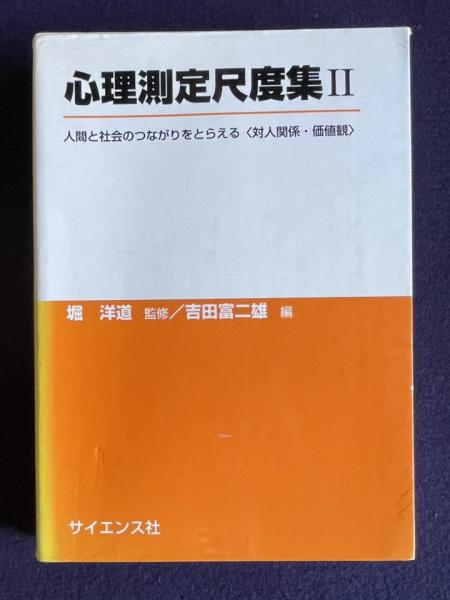 心理測定尺度集II
人間と社会のつながりをとらえる〈対人関係・価値観〉
堀 洋道 監修／吉田富二雄 編
サイエンス社